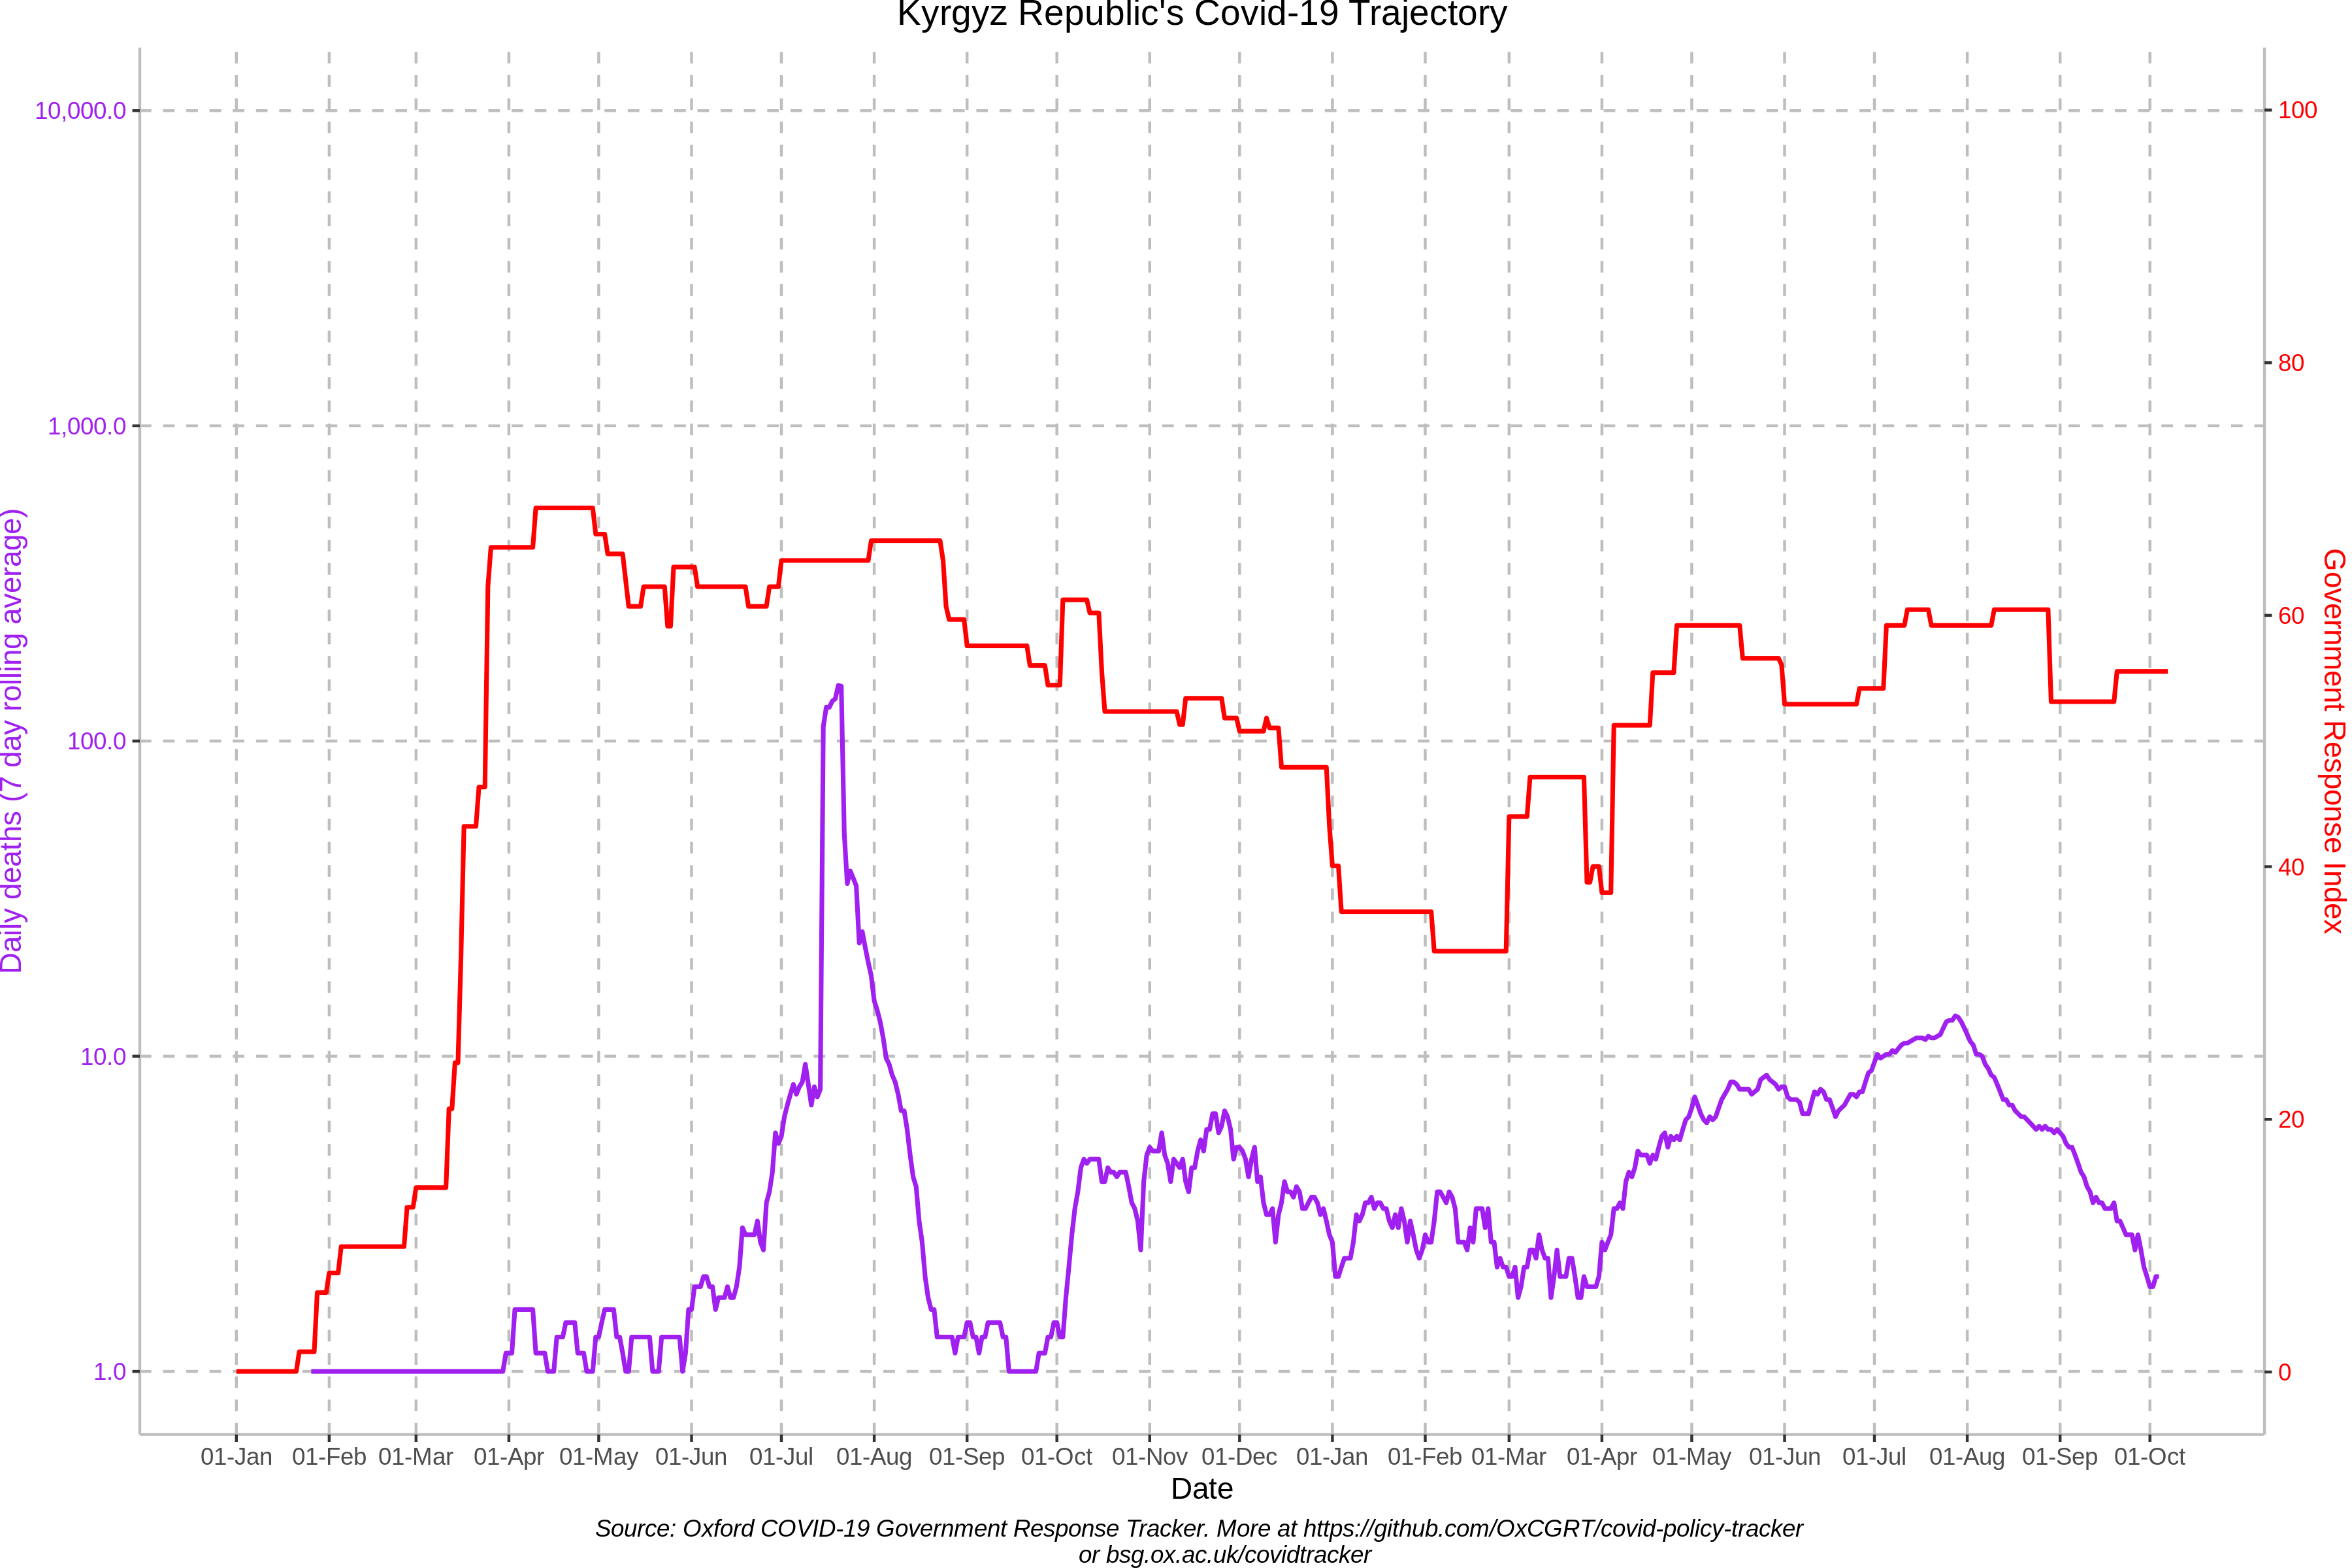 Kyrgyz Republic's Covid-19 Trajectory
10,000.0
1,000.0
100.0
10.0
1.0
Daily deaths (7 day rolling average)
100
80
60
40
20
0
Government Response Index
01-Jan 01-Feb 01-Mar 01-Apr 01-May 01-Jun 01-Jul 01-Aug 01-Sep 01-Oct 01-Nov 01-Dec 01-Jan 01-Feb 01-Mar 01-Apr 01-May 01-Jun 01-Jul 01-Aug 01-Sep 01-Oct
Date
Source: Oxford COVID-19 Government Response Tracker. More at https://github.com/OxCGRT/covid-policy-tracker
or bsg.ox.ac.uk/covidtracker